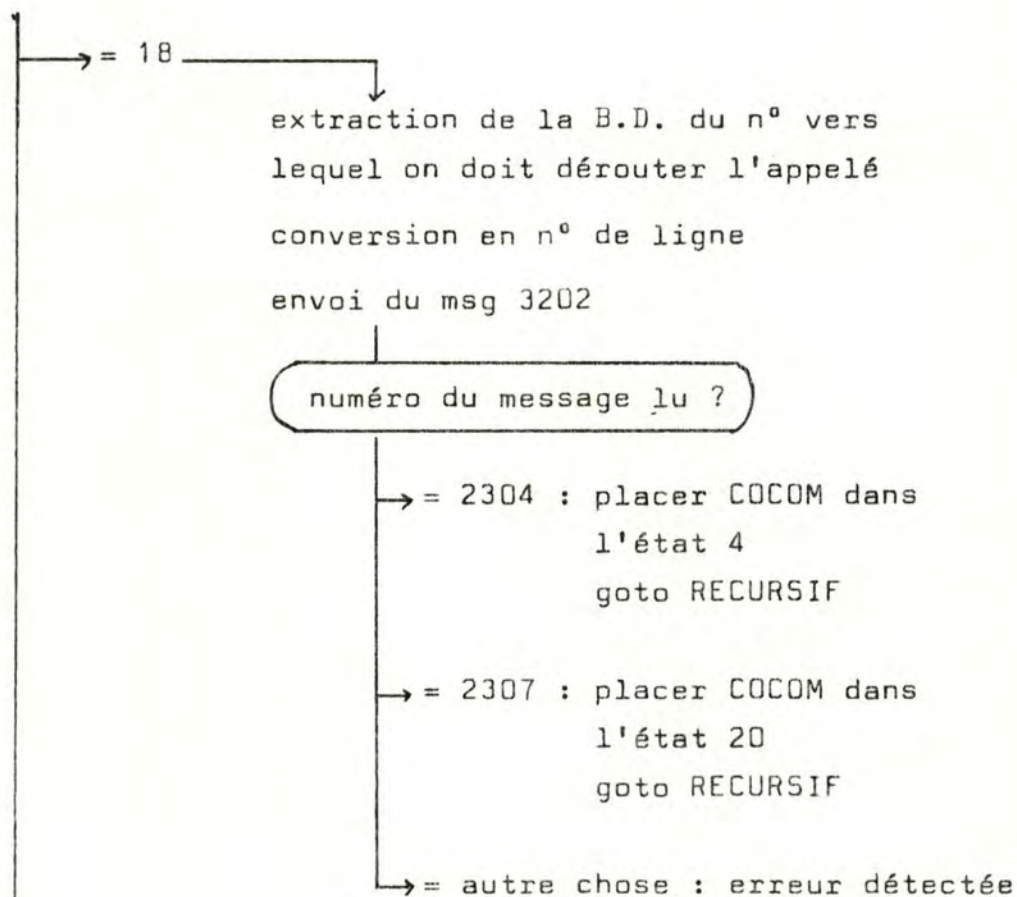 = 18
extraction de la B.D. du nº vers
lequel on doit dérouter l'appelé
conversion en nº de ligne
envoi du msg 3202
numéro du message lu ?
= 2304 : placer COCOM dans
l'état 4
goto RECURSIF
= 2307 : placer COCOM dans
l'état 20
goto RECURSIF
= autre chose : erreur détectée